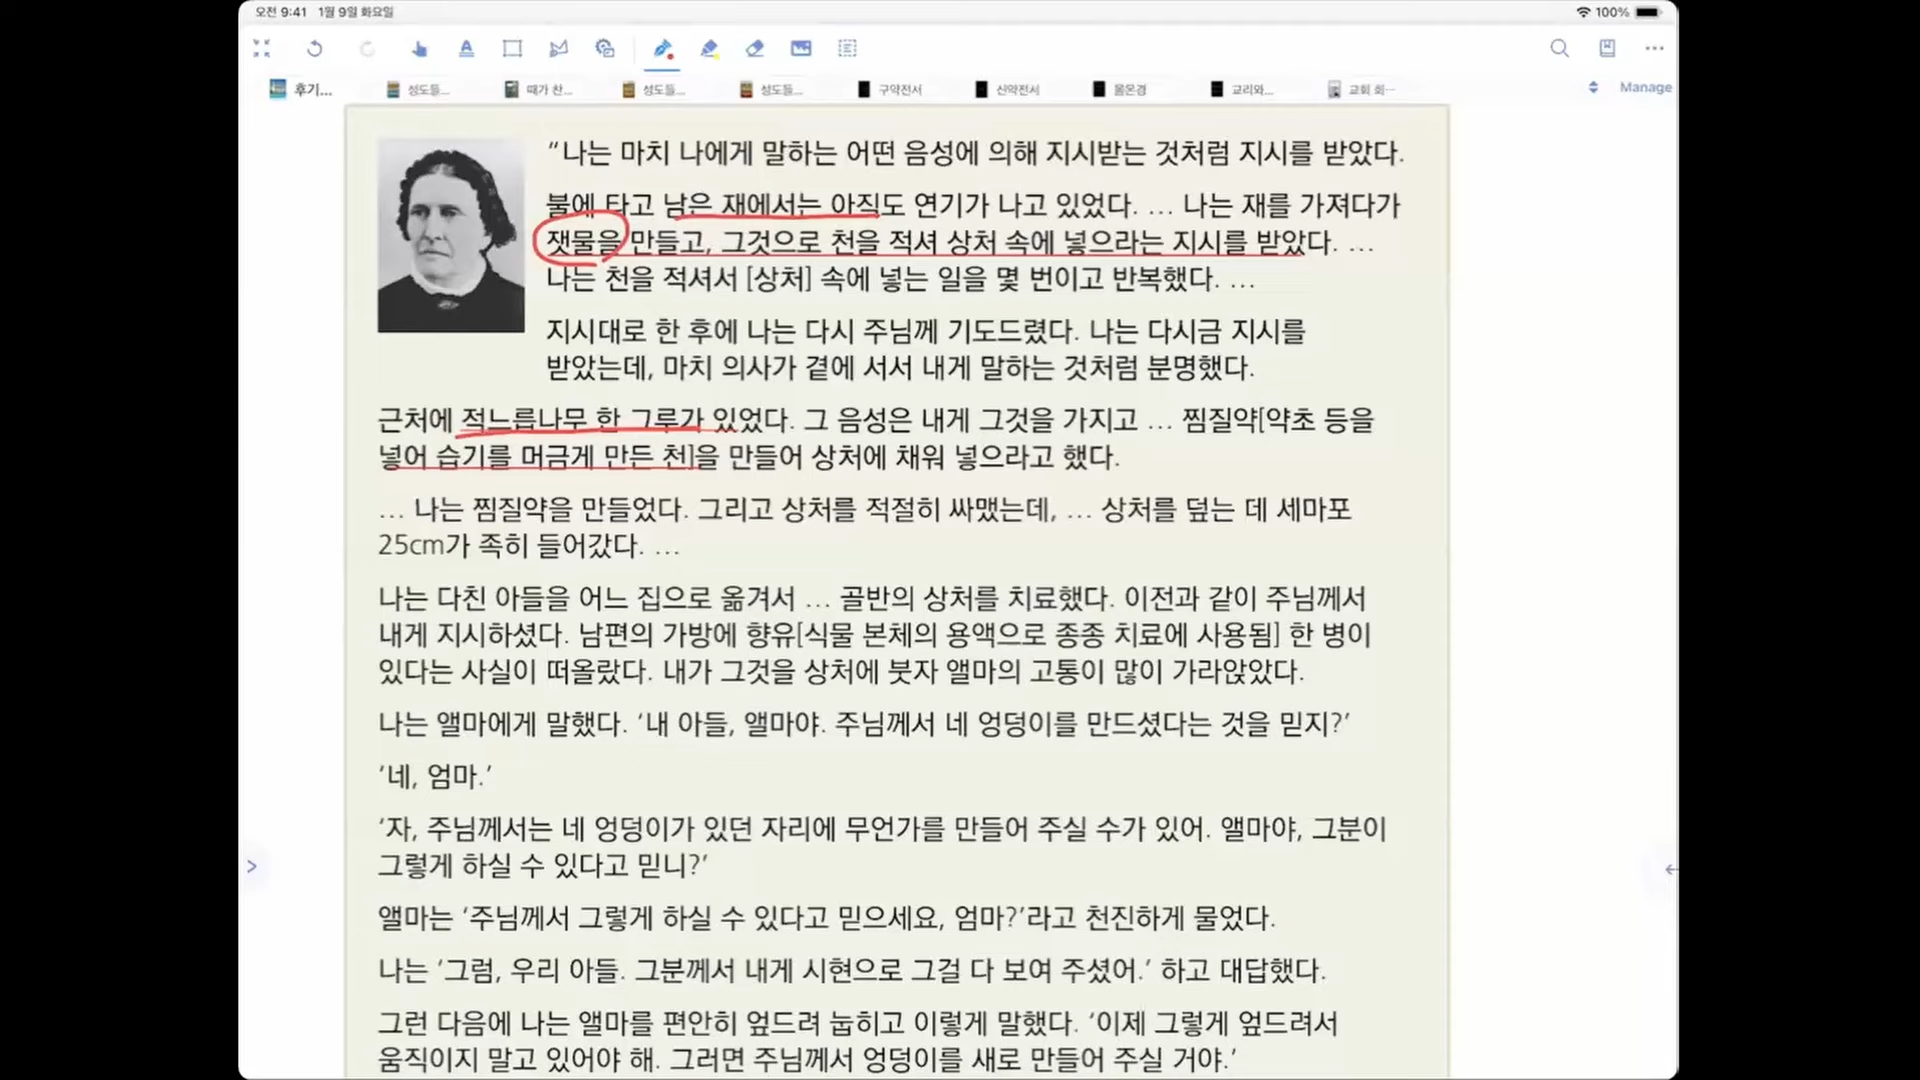 오전 9:41 1월 9일 화요일
100%
후기...
성도들...
때가 찬...
성도들...
성도들...
구약전서
신약전서
몰몬경
교리와...
교회 회...
Manage
“나는 마치 나에게 말하는 어떤 음성에 의해 지시받는 것처럼 지시를 받았다.
불에 타고 남은 재에서는 아직도 연기가 나고 있었다. … 나는 재를 가져다가
잿물을 만들고, 그것으로 천을 적셔 상처 속에 넣으라는 지시를 받았다. …
나는 천을 적셔서 [상처] 속에 넣는 일을 몇 번이고 반복했다. …
지시대로 한 후에 나는 다시 주님께 기도드렸다. 나는 다시금 지시를
받았는데, 마치 의사가 곁에 서서 내게 말하는 것처럼 분명했다.
근처에 적느릅나무 한 그루가 있었다. 그 음성은 내게 그것을 가지고 … 찜질약[약초 등을
넣어 습기를 머금게 만든 천]을 만들어 상처에 채워 넣으라고 했다.
… 나는 찜질약을 만들었다. 그리고 상처를 적절히 싸맸는데, … 상처를 덮는 데 세마포
25cm가 족히 들어갔다. …
나는 다친 아들을 어느 집으로 옮겨서 … 골반의 상처를 치료했다. 이전과 같이 주님께서
내게 지시하셨다. 남편의 가방에 향유[식물 본체의 용액으로 종종 치료에 사용됨] 한 병이
있다는 사실이 떠올랐다. 내가 그것을 상처에 붓자 앨마의 고통이 많이 가라앉았다.
나는 앨마에게 말했다. ‘내 아들, 앨마야. 주님께서 네 엉덩이를 만드셨다는 것을 믿지?’
‘네, 엄마.’
‘자, 주님께서는 네 엉덩이가 있던 자리에 무언가를 만들어 주실 수가 있어. 앨마야, 그분이
그렇게 하실 수 있다고 믿니?’
앨마는 ‘주님께서 그렇게 하실 수 있다고 믿으세요, 엄마?’라고 천진하게 물었다.
나는 ‘그럼, 우리 아들. 그분께서 내게 시현으로 그걸 다 보여 주셨어.’ 하고 대답했다.
그런 다음에 나는 앨마를 편안히 엎드려 눕히고 이렇게 말했다. ‘이제 그렇게 엎드려서
움직이지 말고 있어야 해. 그러면 주님께서 엉덩이를 새로 만들어 주실 거야.’